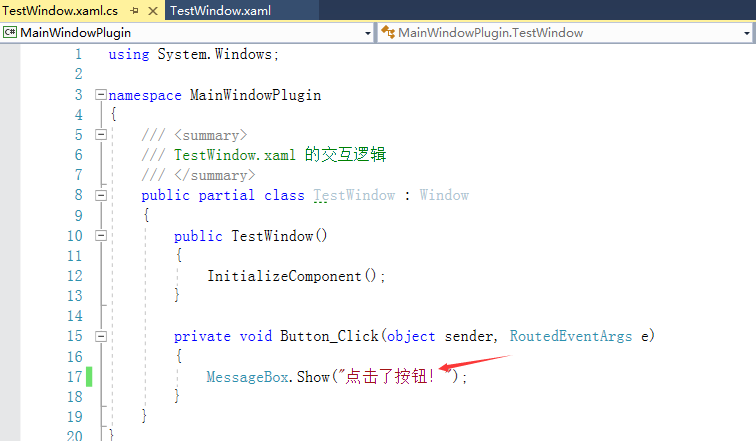 TestWindow.xaml.cs TestWindow.xaml
C# MainWindowPlugin MainWindowPlugin.TestWindow
1 using System.Windows;
2
3 namespace MainWindowPlugin
4 {
5 /// <summary>
6 /// TestWindow.xaml 的交互逻辑
7 /// </summary>
8 public partial class TestWindow : Window
9 {
10 public TestWindow()
11 {
12 InitializeComponent();
13 }
14
15 private void Button_Click(object sender, RoutedEventArgs e)
16 {
17 MessageBox.Show("点击了按钮！");
18 }
19 }
20 }